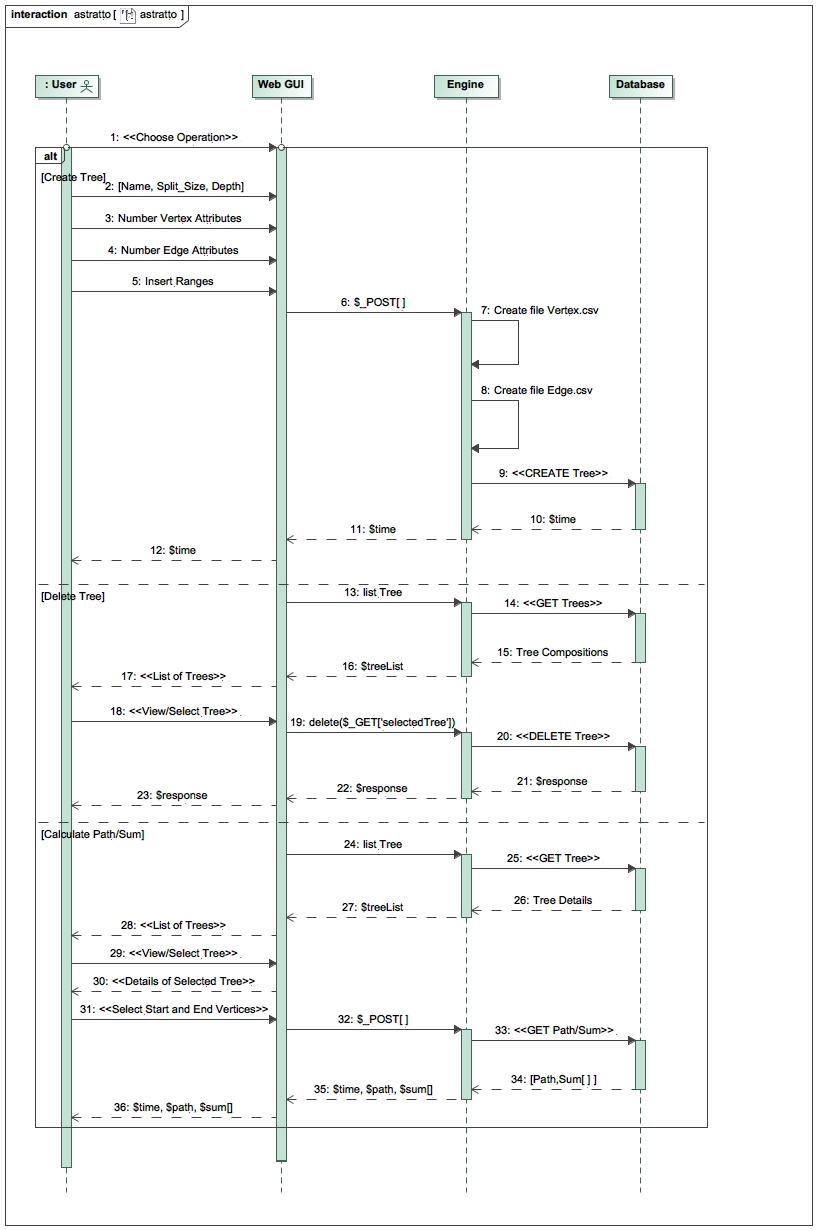 interaction astratto [ astratto ]
: User
Web GUI
Engine
Database
1: <<Choose Operation>>
alt
[Create Tree]
2: [Name, Split_Size, Depth]
3: Number Vertex Attributes
4: Number Edge Attributes
5: Insert Ranges
6: $_POST[ ]
7: Create file Vertex.csv
8: Create file Edge.csv
9: <<CREATE Tree>>
10: $time
11: $time
12: $time
[Delete Tree]
13: list Tree
14: <<GET Trees>>
15: Tree Compositions
16: $treeList
17: <<List of Trees>>
18: <<View/Select Tree>>
19: delete($_GET['selectedTree'])
20: <<DELETE Tree>>
21: $response
22: $response
23: $response
[Calculate Path/Sum]
24: list Tree
25: <<GET Tree>>
26: Tree Details
27: $treeList
28: <<List of Trees>>
29: <<View/Select Tree>>
30: <<Details of Selected Tree>>
31: <<Select Start and End Vertices>>
32: $_POST[ ]
33: <<GET Path/Sum>>
34: [Path,Sum[ ] ]
35: $time, $path, $sum[]
36: $time, $path, $sum[]